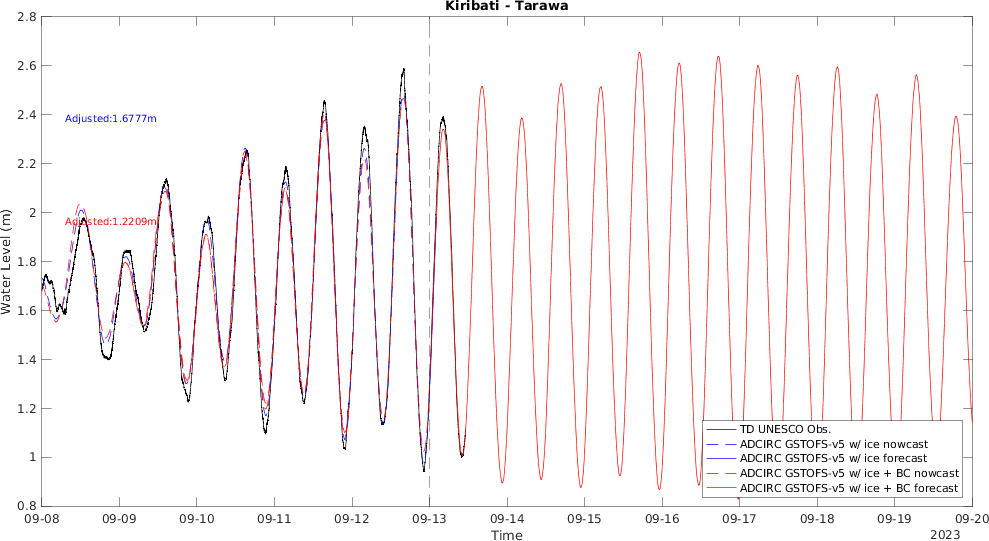 Kiribati - Tarawa
2.8
2.6
2.4
2.2
2
1.8
1.6
1.4
1.2
1
0.8
Water Level (m)
Adjusted:1.6777m
Adjusted:1.2209m
TD UNESCO Obs.
ADCIRC GSTOFS-v5 w/ ice nowcast
ADCIRC GSTOFS-v5 w/ ice forecast
ADCIRC GSTOFS-v5 w/ ice + BC nowcast
ADCIRC GSTOFS-v5 w/ ice + BC forecast
09-08 09-09 09-10 09-11 09-12 09-13 09-14 09-15 09-16 09-17 09-18 09-19 09-20
Time
2023